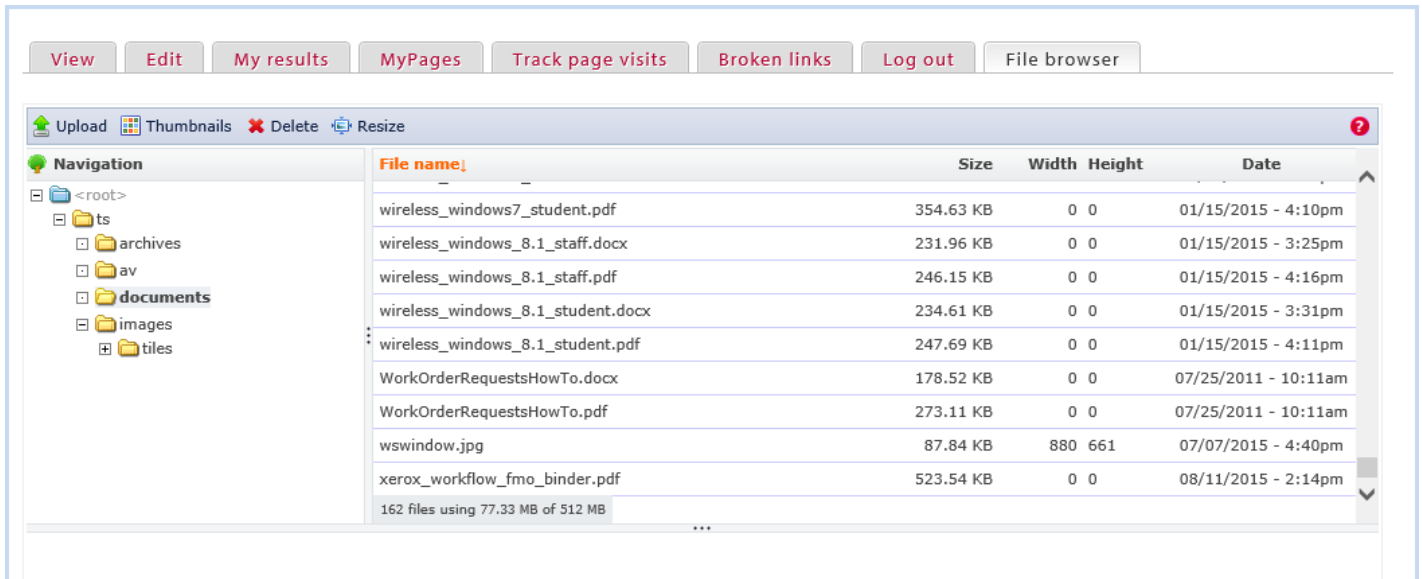 View Edit My results MyPages Track page visits Broken links Log out File browser
Upload Thumbnails Delete Resize ?
Navigation
<root>
ts
archives
av
documents
images
tiles
File name↓ Size Width Height Date
wireless_windows7_student.pdf 354.63 KB 0 0 01/15/2015 - 4:10pm
wireless_windows_8.1_staff.docx 231.96 KB 0 0 01/15/2015 - 3:25pm
wireless_windows_8.1_staff.pdf 246.15 KB 0 0 01/15/2015 - 4:16pm
wireless_windows_8.1_student.docx 234.61 KB 0 0 01/15/2015 - 3:31pm
wireless_windows_8.1_student.pdf 247.69 KB 0 0 01/15/2015 - 4:11pm
WorkOrderRequestsHowTo.docx 178.52 KB 0 0 07/25/2011 - 10:11am
WorkOrderRequestsHowTo.pdf 273.11 KB 0 0 07/25/2011 - 10:11am
wswindow.jpg 87.84 KB 880 661 07/07/2015 - 4:40pm
xerox_workflow_fmo_binder.pdf 523.54 KB 0 0 08/11/2015 - 2:14pm
162 files using 77.33 MB of 512 MB